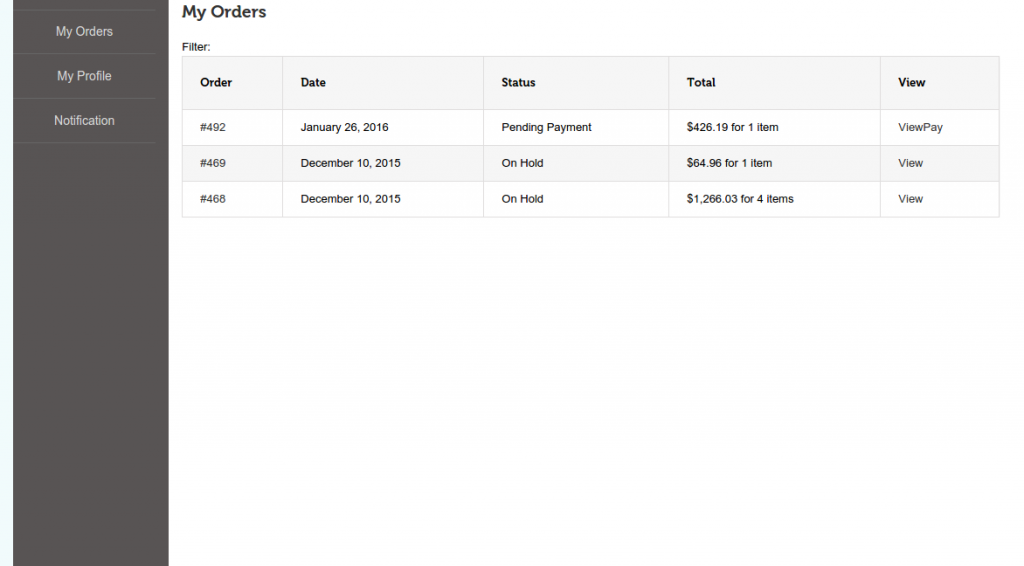 My Orders
My Profile
Notification
My Orders
Filter:
Order Date Status Total View
#492 January 26, 2016 Pending Payment $426.19 for 1 item ViewPay
#469 December 10, 2015 On Hold $64.96 for 1 item View
#468 December 10, 2015 On Hold $1,266.03 for 4 items View